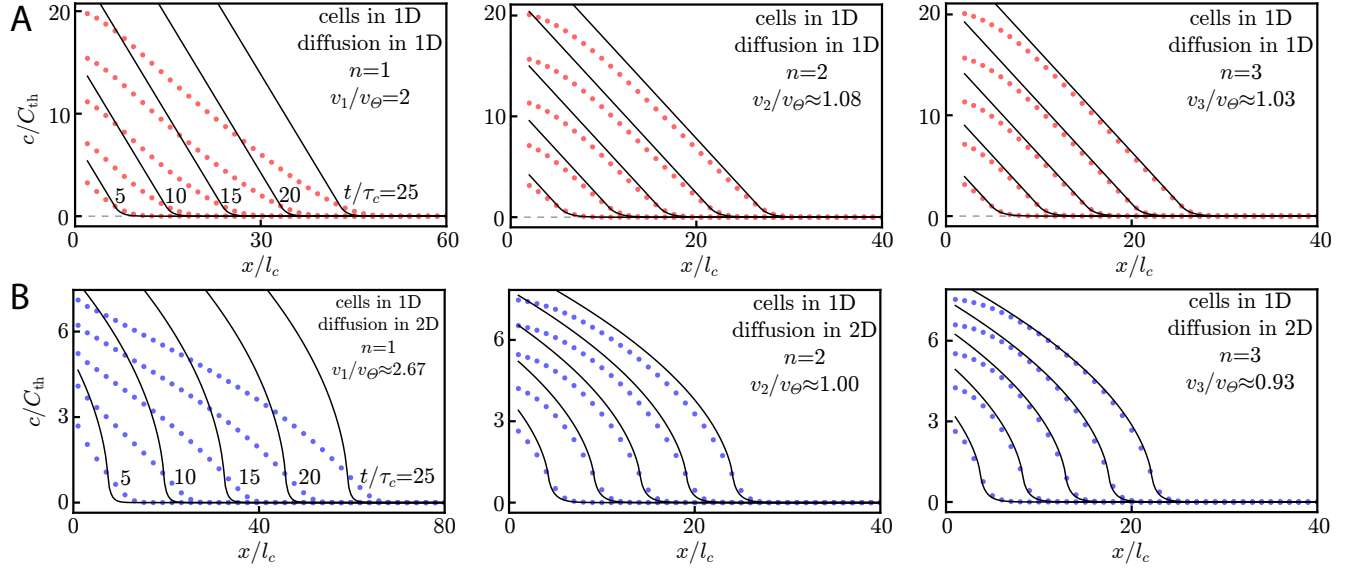 A
20
10
0
c/C_th
cells in 1D
diffusion in 1D
n=1
v_1/v_Θ=2
5
10
15
20
t/τ_c=25
0
30
60
x/l_c
20
10
0
cells in 1D
diffusion in 1D
n=2
v_2/v_Θ≈1.08
0
20
40
x/l_c
20
10
0
cells in 1D
diffusion in 1D
n=3
v_3/v_Θ≈1.03
0
20
40
x/l_c
B
6
3
0
c/C_th
cells in 1D
diffusion in 2D
n=1
v_1/v_Θ≈2.67
5
10
15
20
t/τ_c=25
0
40
80
x/l_c
6
3
0
cells in 1D
diffusion in 2D
n=2
v_2/v_Θ≈1.00
0
20
40
x/l_c
6
3
0
cells in 1D
diffusion in 2D
n=3
v_3/v_Θ≈0.93
0
20
40
x/l_c